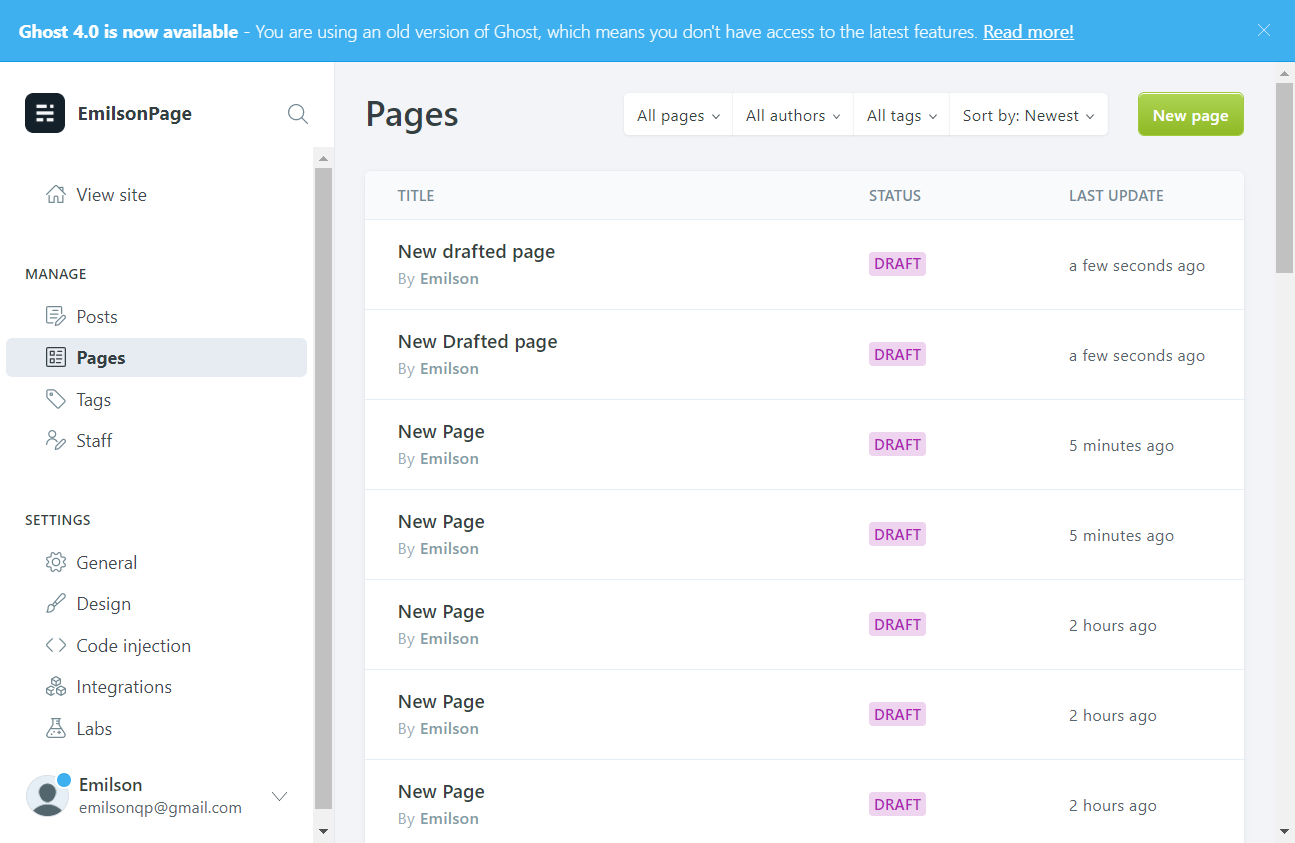 Ghost 4.0 is now available - You are using an old version of Ghost, which means you don't have access to the latest features. Read more!
EmilsonPage
View site
MANAGE
Posts
Pages
Tags
Staff
SETTINGS
General
Design
Code injection
Integrations
Labs
Emilson
emilsonqp@gmail.com
Pages
All pages
All authors
All tags
Sort by: Newest
New page
TITLE STATUS LAST UPDATE
New drafted page
By Emilson
DRAFT
a few seconds ago
New Drafted page
By Emilson
DRAFT
a few seconds ago
New Page
By Emilson
DRAFT
5 minutes ago
New Page
By Emilson
DRAFT
5 minutes ago
New Page
By Emilson
DRAFT
2 hours ago
New Page
By Emilson
DRAFT
2 hours ago
New Page
By Emilson
DRAFT
2 hours ago